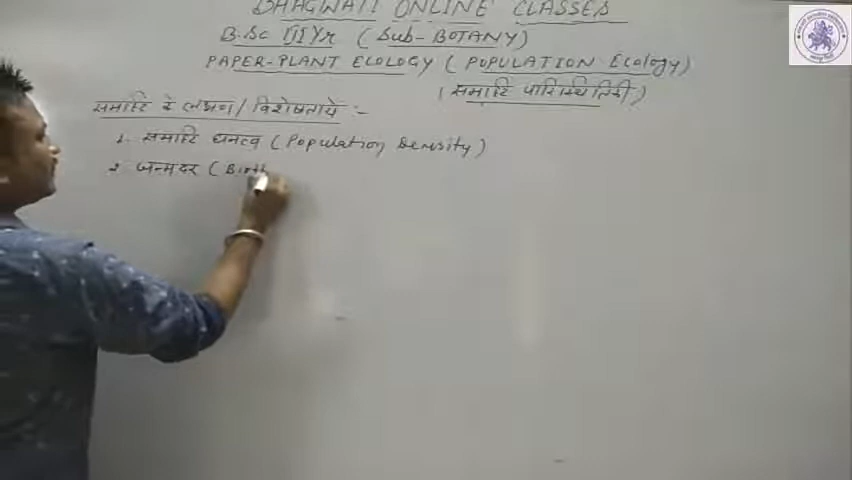 BHAGWATI ONLINE CLASSES
B.Sc III Yr (Sub-BOTANY)
PAPER-PLANT ECOLOGY (POPULATION Ecology)
(समष्टि पारिस्थितिकी)
समष्टि के लक्षण/विशेषतायें :-
1. समष्टि घनत्व (Population Density)
2. जन्मदर (Birth